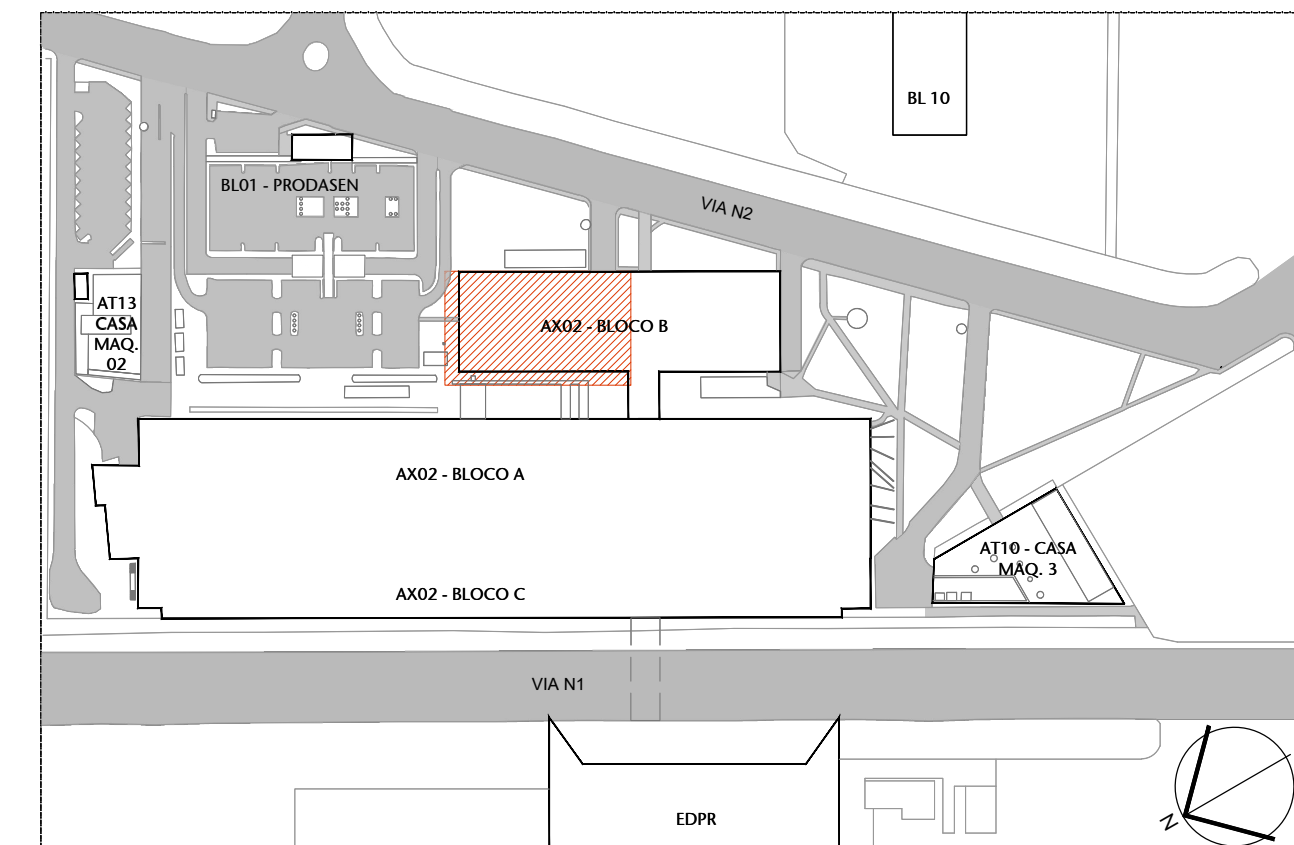 BL 10
BL01 - PRODASEN
VIA N2
AT13
CASA
MAQ.
02
AX02 - BLOCO B
AX02 - BLOCO A
AT10 - CASA
MAQ. 3
AX02 - BLOCO C
VIA N1
EDPR
N